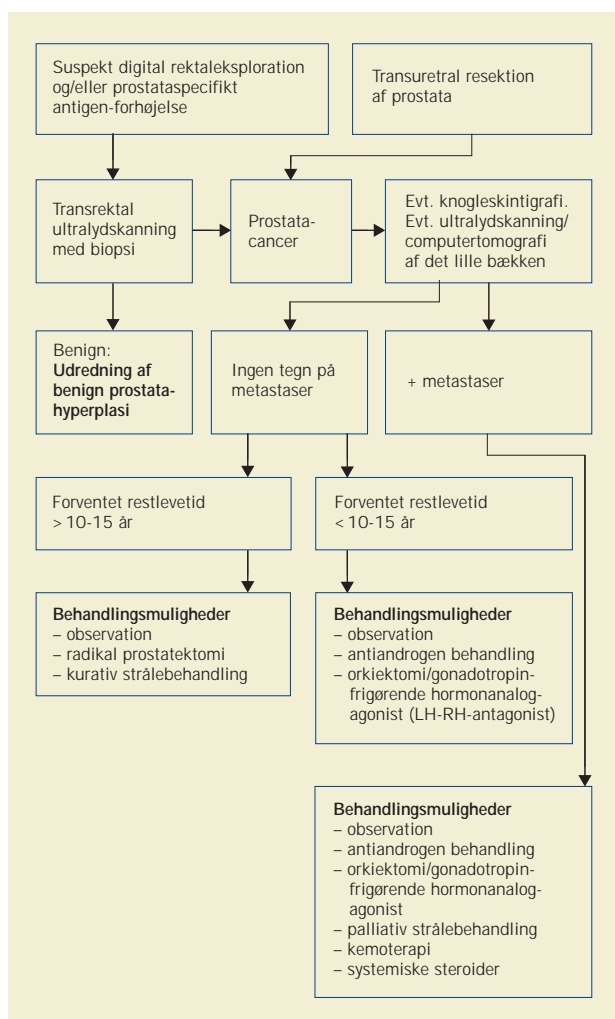 Suspekt digital rektaleksploration
og/eller prostataspecifikt
antigen-forhøjelse
Transuretral resektion
af prostata
Transrektal
ultralydskanning
med biopsi
Prostata-
cancer
Evt. knogleskintigrafi.
Evt. ultralydskanning/
computertomografi
af det lille bækken
Benign:
Udredning af
benign prostata-
hyperplasi
Ingen tegn på
metastaser
+ metastaser
Forventet restlevetid
> 10-15 år
Forventet restlevetid
< 10-15 år
Behandlingsmuligheder
– observation
– radikal prostatektomi
– kurativ strålebehandling
Behandlingsmuligheder
– observation
– antiandrogen behandling
– orkiektomi/gonadotropin-
frigørende hormonanalog-
agonist (LH-RH-antagonist)
Behandlingsmuligheder
– observation
– antiandrogen behandling
– orkiektomi/gonadotropin-
frigørende hormonanalog-
agonist
– palliativ strålebehandling
– kemoterapi
– systemiske steroider